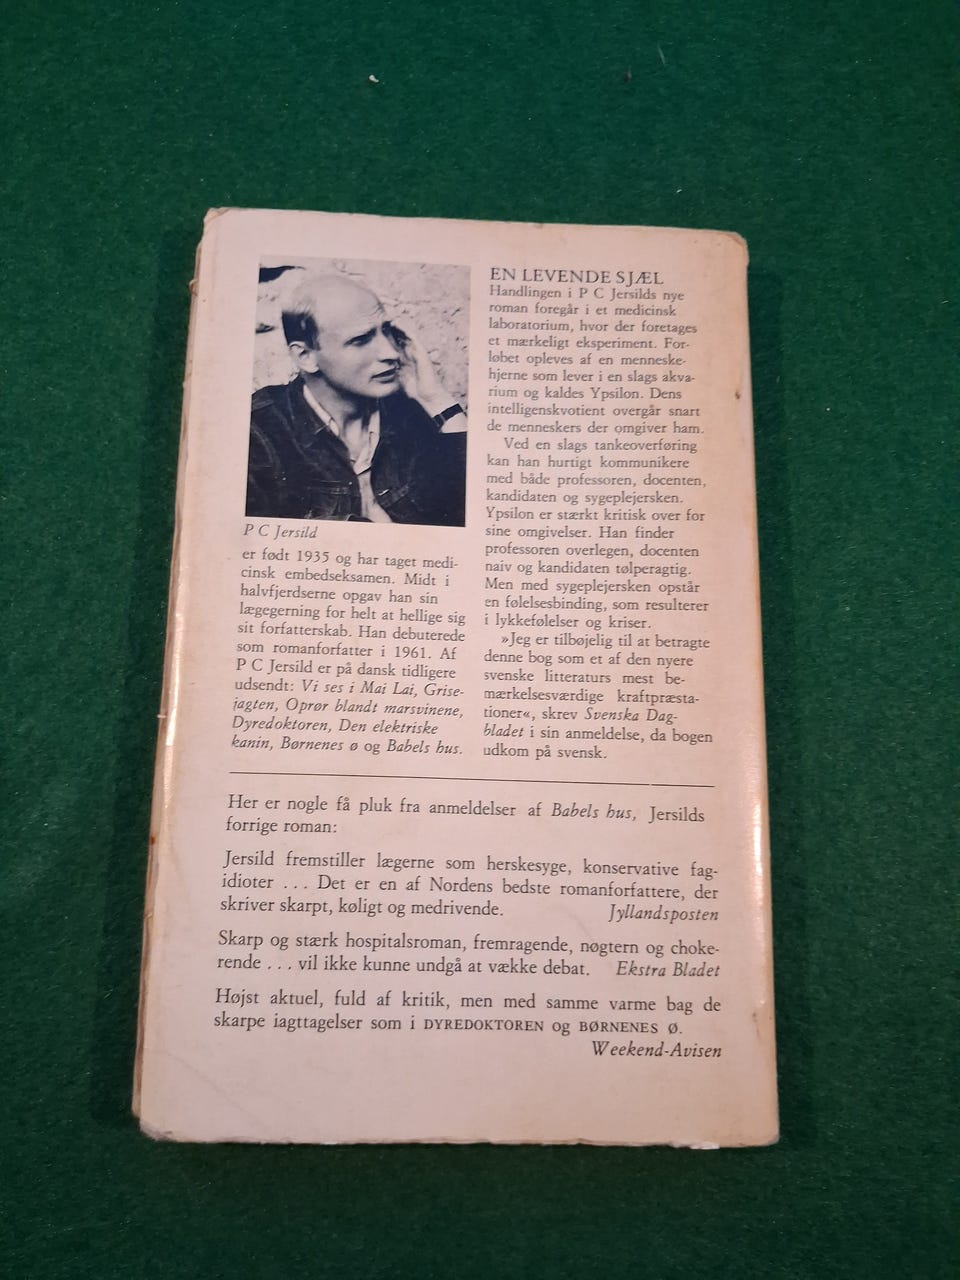 P C Jersild
er født 1935 og har taget medi-
cinsk embedseksamen. Midt i
halvfjerdserne opgav han sin
lægegerning for helt at hellige sig
sit forfatterskab. Han debuterede
som romanforfatter i 1961. Af
P C Jersild er på dansk tidligere
udsendt: Vi ses i Mai Lai, Grise-
jagten, Oprør blandt marsvinene,
Dyredoktoren, Den elektriske
kanin, Børnenes ø og Babels hus.
EN LEVENDE SJÆL
Handlingen i P C Jersilds nye
roman foregår i et medicinsk
laboratorium, hvor der foretages
et mærkeligt eksperiment. For-
løbet opleves af en menneske-
hjerne som lever i en slags akva-
rium og kaldes Ypsilon. Dens
intelligenskvotient overgår snart
de menneskers der omgiver ham.
Ved en slags tankeoverføring
kan han hurtigt kommunikere
med både professoren, docenten,
kandidaten og sygeplejersken.
Ypsilon er stærkt kritisk over for
sine omgivelser. Han finder
professoren overlegen, docenten
naiv og kandidaten tølperagtig.
Men med sygeplejersken opstår
en følelsesbinding, som resulterer
i lykkefølelser og kriser.
»Jeg er tilbøjelig til at betragte
denne bog som et af den nyere
svenske litteraturs mest be-
mærkelsesværdige kraftpræsta-
tioner«, skrev Svenska Dag-
bladet i sin anmeldelse, da bogen
udkom på svensk.
Her er nogle få pluk fra anmeldelser af Babels hus, Jersilds
forrige roman:
Jersild fremstiller lægerne som herskesyge, konservative fag-
idioter ... Det er en af Nordens bedste romanforfattere, der
skriver skarpt, køligt og medrivende. Jyllandsposten
Skarp og stærk hospitalsroman, fremragende, nøgtern og choke-
rende ... vil ikke kunne undgå at vække debat. Ekstra Bladet
Højst aktuel, fuld af kritik, men med samme varme bag de
skarpe iagttagelser som i DYREDOKTOREN og BØRNENES Ø.
Weekend-Avisen